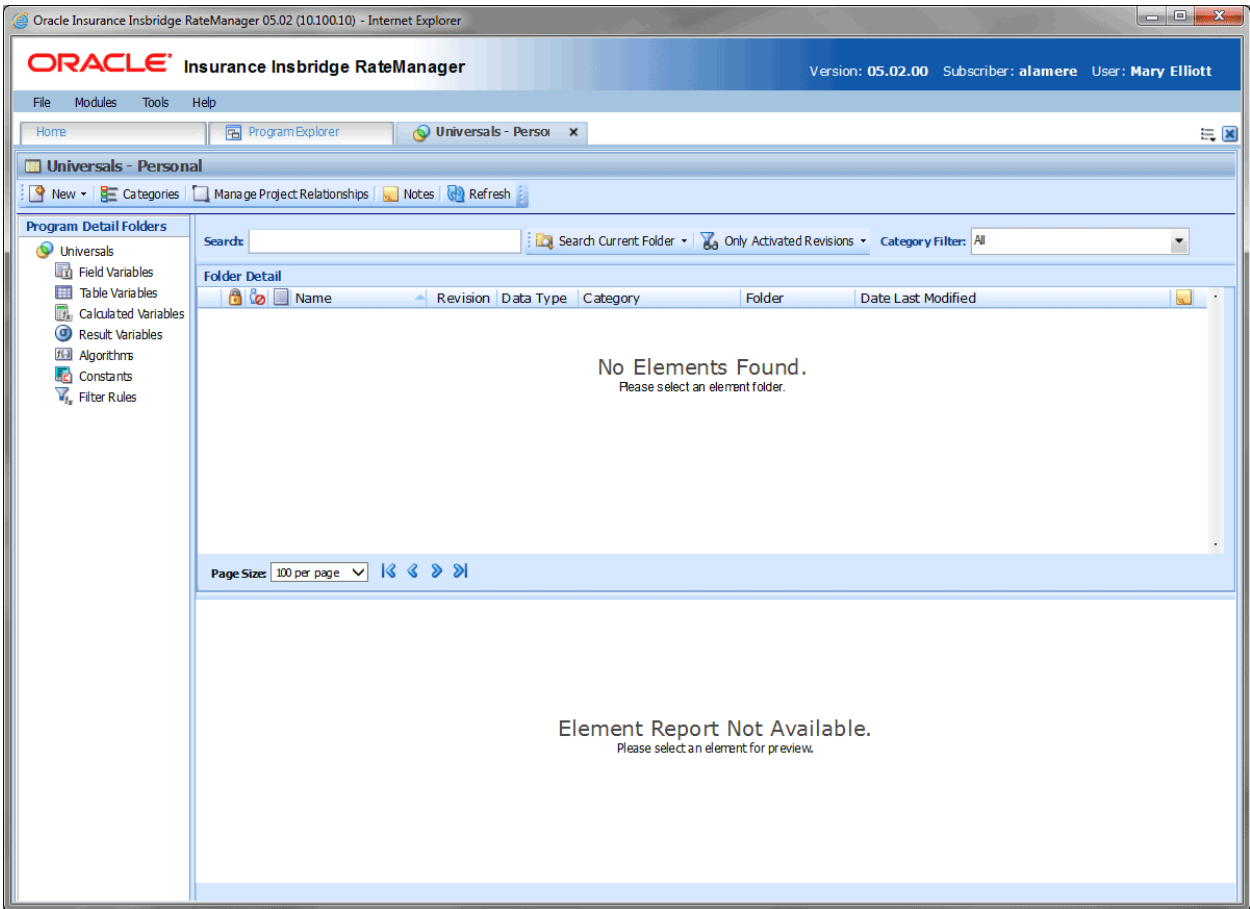 Oracle Insurance Insbridge RateManager 05.02 (10.100.10) - Internet Explorer
ORACLE Insurance Insbridge RateManager
Version: 05.02.00 Subscriber: alamere User: Mary Elliott
File Modules Tools Help
Home Program Explorer Universals - Person
Universals - Personal
New Categories Manage Project Relationships Notes Refresh
Program Detail Folders
Universals
Field Variables
Table Variables
Calculated Variables
Result Variables
Algorithms
Constants
Filter Rules
Search: Search Current Folder Only Activated Revisions Category Filter: All
Folder Detail
Name Revision Data Type Category Folder Date Last Modified
No Elements Found.
Please select an element folder.
Page Size: 100 per page
Element Report Not Available.
Please select an element for preview.